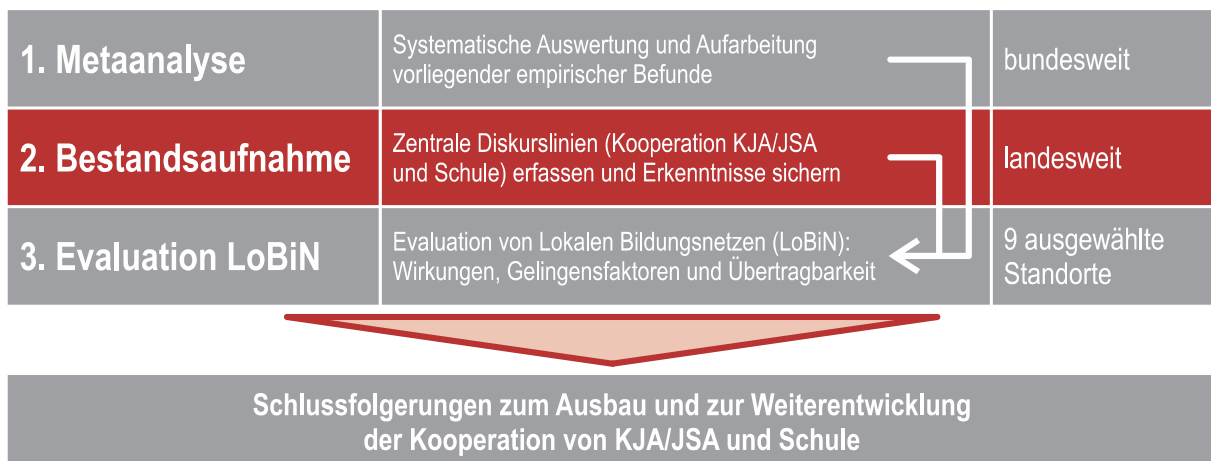 1. Metaanalyse
Systematische Auswertung und Aufarbeitung
vorliegender empirischer Befunde
bundesweit
2. Bestandsaufnahme
Zentrale Diskurslinien (Kooperation KJA/JSA
und Schule) erfassen und Erkenntnisse sichern
landesweit
3. Evaluation LoBiN
Evaluation von Lokalen Bildungsnetzen (LoBiN):
Wirkungen, Gelingensfaktoren und Übertragbarkeit
9 ausgewählte
Standorte
Schlussfolgerungen zum Ausbau und zur Weiterentwicklung
der Kooperation von KJA/JSA und Schule